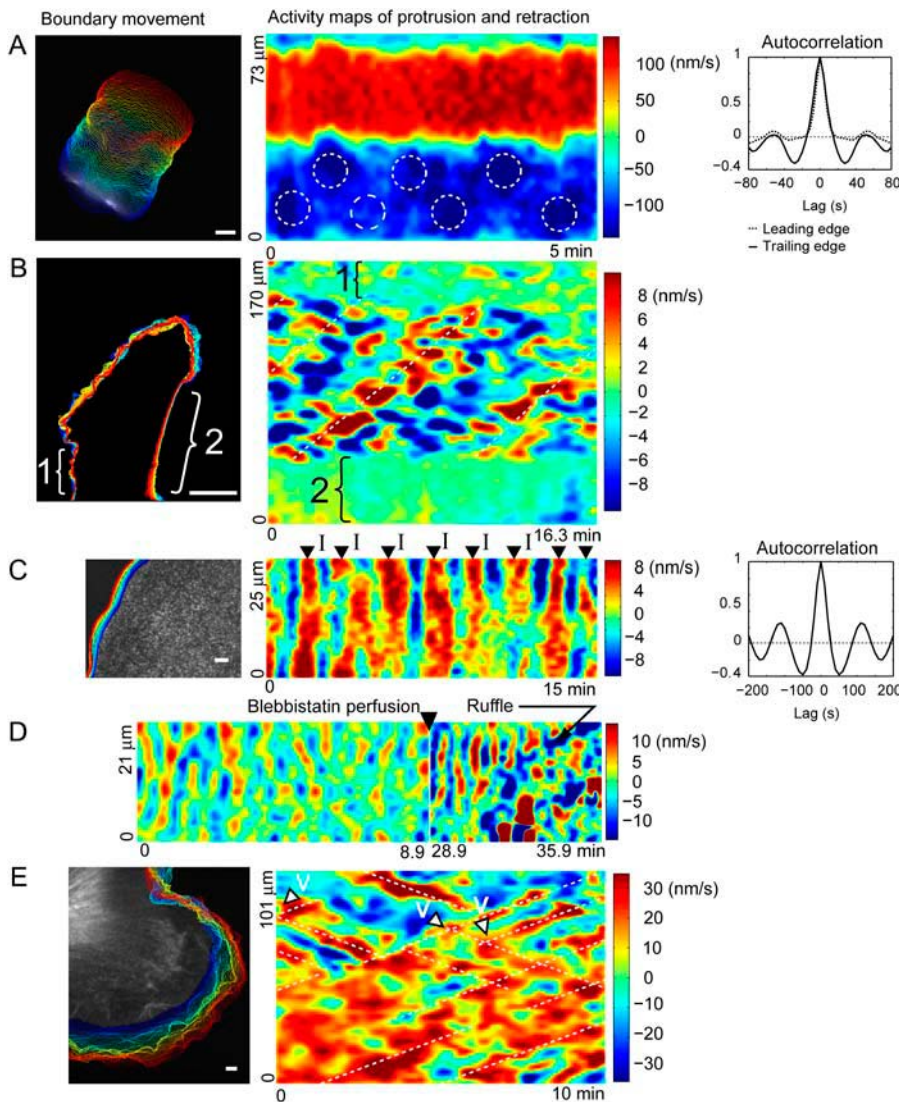 Boundary movement
Activity maps of protrusion and retraction
A
73 µm
0
0
5 min
100 (nm/s)
50
0
−50
−100
Autocorrelation
1
0
−0.4
−80 −40 0 40 80
Lag (s)
Leading edge
Trailing edge
B
1
2
170 µm
0
1
2
0
16.3 min
8 (nm/s)
6
4
2
0
−2
−4
−6
−8
C
I I I I I I
25 µm
0
0
15 min
8 (nm/s)
4
0
−4
−8
Autocorrelation
1
0
−0.4
−200 −100 0 100 200
Lag (s)
Blebbistatin perfusion
Ruffle
D
21 µm
0
0
8.9 28.9
35.9 min
10 (nm/s)
5
0
−5
−10
E
101 µm
0
V
V
V
0
10 min
30 (nm/s)
20
10
0
−10
−20
−30